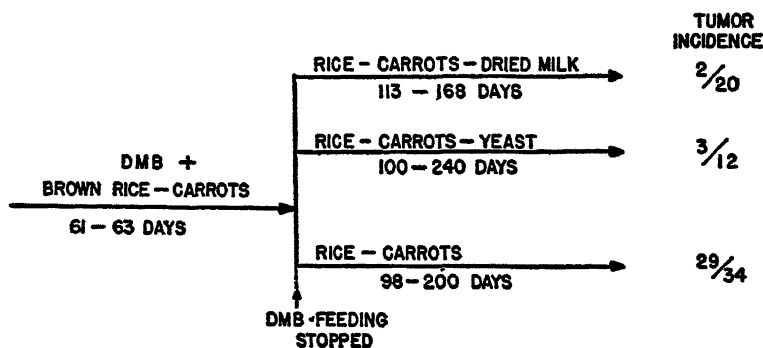 TUMOR
INCIDENCE
RICE - CARROTS - DRIED MILK
113 - 168 DAYS
2/20
RICE - CARROTS - YEAST
100 - 240 DAYS
3/12
DMB +
BROWN RICE - CARROTS
61 - 63 DAYS
RICE - CARROTS
98 - 200 DAYS
29/34
DMB - FEEDING
STOPPED